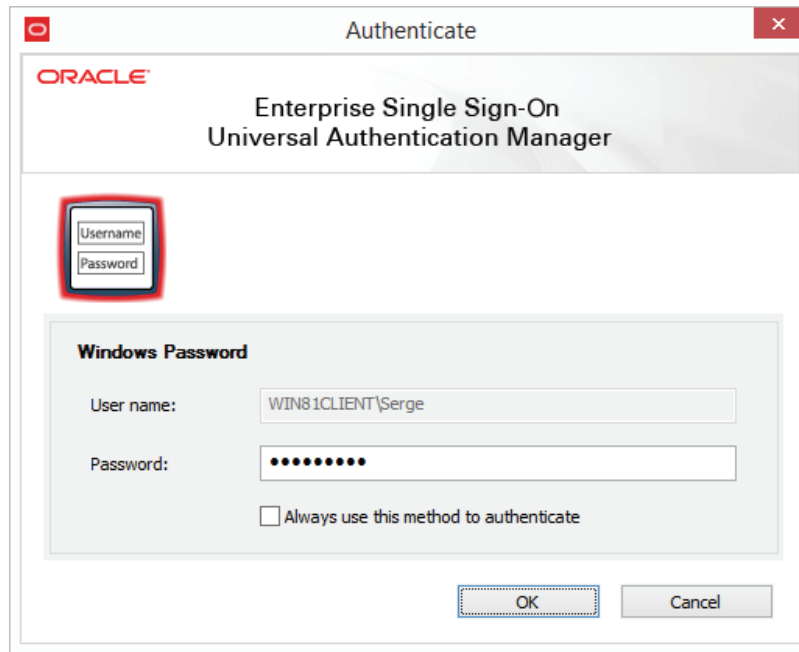 Authenticate
ORACLE
Enterprise Single Sign-On
Universal Authentication Manager
Username
Password
Windows Password
User name: WIN81CLIENT\Serge
Password: •••••••••
Always use this method to authenticate
OK Cancel